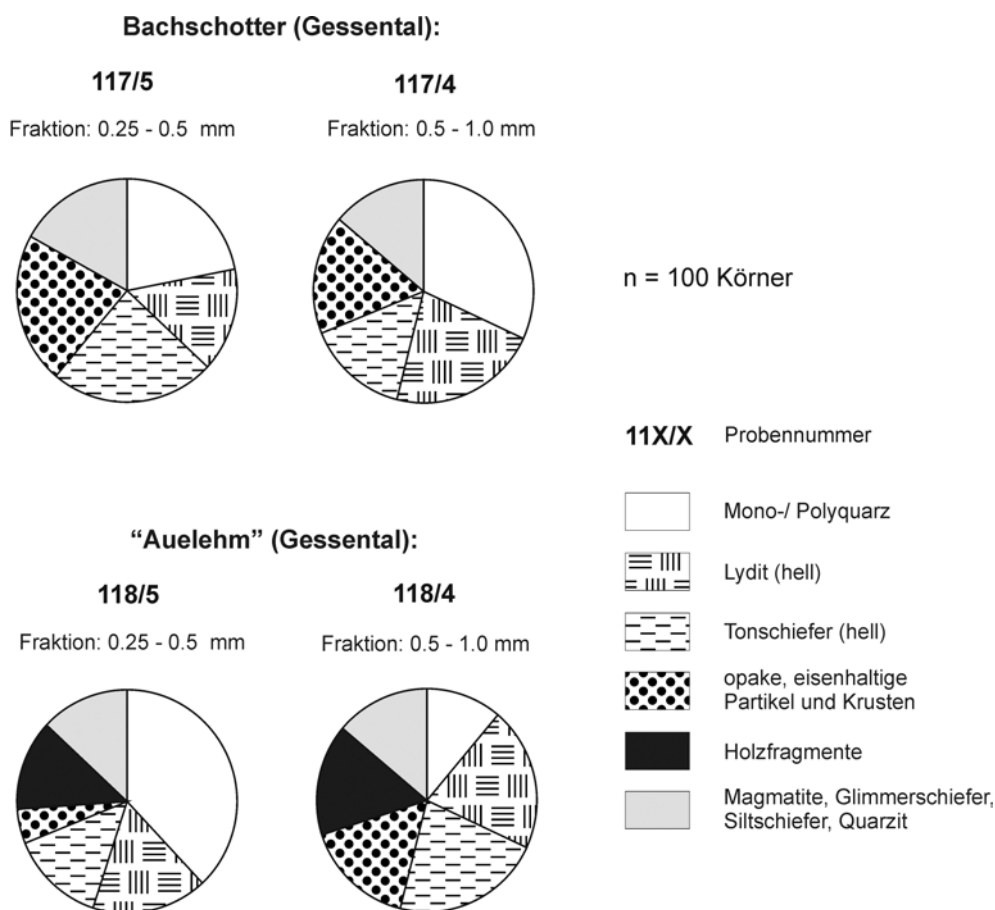 Bachschotter (Gessental):
117/5
Fraktion: 0.25 - 0.5 mm
117/4
Fraktion: 0.5 - 1.0 mm
n = 100 Körner
11X/X Probennummer
Mono-/ Polyquarz
Lydit (hell)
Tonschiefer (hell)
opake, eisenhaltige
Partikel und Krusten
Holzfragmente
Magmatite, Glimmerschiefer,
Siltschiefer, Quarzit
“Auelehm” (Gessental):
118/5
Fraktion: 0.25 - 0.5 mm
118/4
Fraktion: 0.5 - 1.0 mm